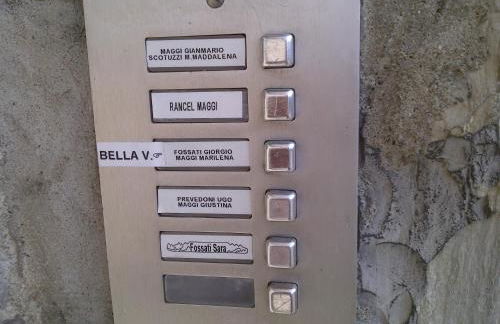 MAGGI GIANMARIO
SCOTUZZI M.MADDALENA
RANCEL MAGGI
BELLA V.☞
FOSSATI GIORGIO
MAGGI MARILENA
PREVEDONI UGO
MAGGI GIUSTINA
Fossati Sara